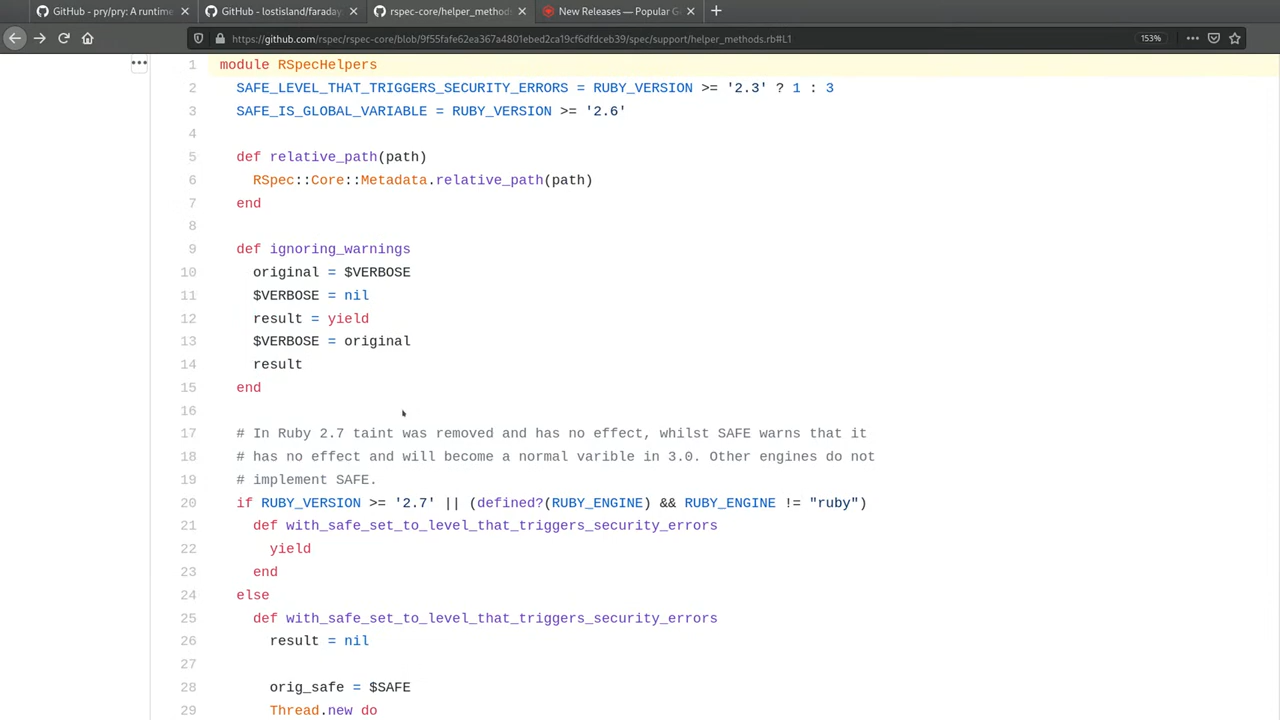 GitHub - pry/pry: A runtime
GitHub - lostisland/faraday
rspec-core/helper_methods
New Releases — Popular G
https://github.com/rspec/rspec-core/blob/9f55fafe62ea367a4801ebed2ca19cf6dfdceb39/spec/support/helper_methods.rb#L1
153%
1 module RSpecHelpers
2 SAFE_LEVEL_THAT_TRIGGERS_SECURITY_ERRORS = RUBY_VERSION >= '2.3' ? 1 : 3
3 SAFE_IS_GLOBAL_VARIABLE = RUBY_VERSION >= '2.6'
4
5 def relative_path(path)
6 RSpec::Core::Metadata.relative_path(path)
7 end
8
9 def ignoring_warnings
10 original = $VERBOSE
11 $VERBOSE = nil
12 result = yield
13 $VERBOSE = original
14 result
15 end
16
17 # In Ruby 2.7 taint was removed and has no effect, whilst SAFE warns that it
18 # has no effect and will become a normal varible in 3.0. Other engines do not
19 # implement SAFE.
20 if RUBY_VERSION >= '2.7' || (defined?(RUBY_ENGINE) && RUBY_ENGINE != "ruby")
21 def with_safe_set_to_level_that_triggers_security_errors
22 yield
23 end
24 else
25 def with_safe_set_to_level_that_triggers_security_errors
26 result = nil
27
28 orig_safe = $SAFE
29 Thread.new do